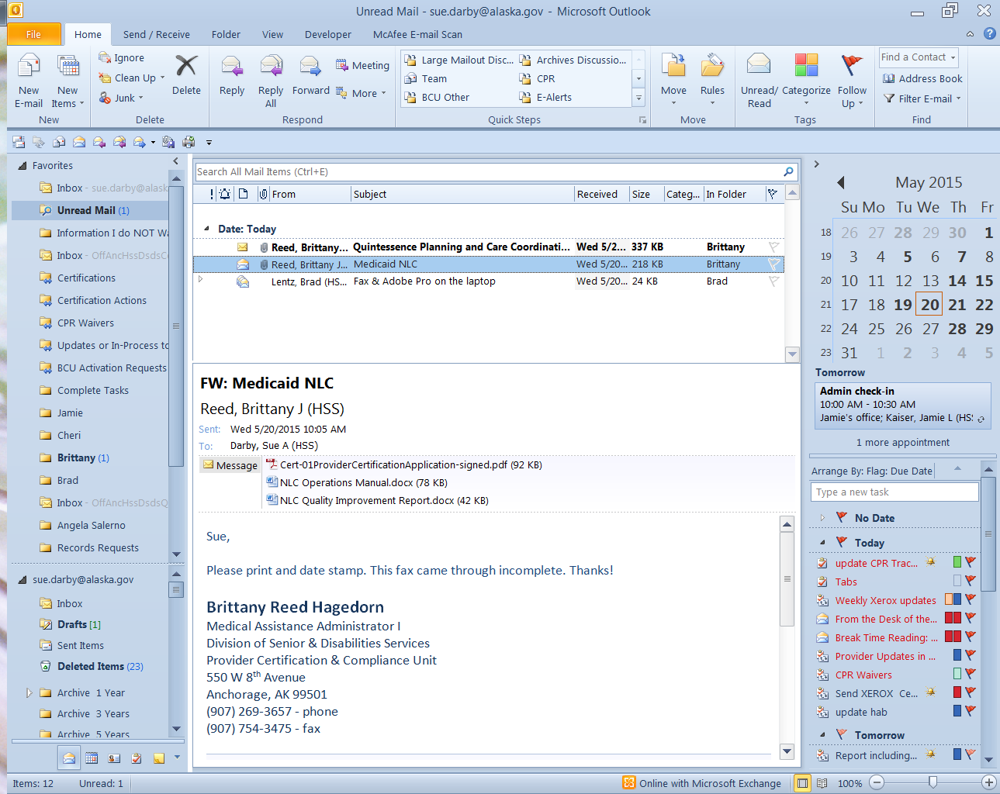 Unread Mail - sue.darby@alaska.gov - Microsoft Outlook
File Home Send / Receive Folder View Developer McAfee E-mail Scan
New E-mail
New Items
New
Ignore
Clean Up
Junk
Delete
Delete
Reply
Reply All
Forward
Meeting
More
Respond
Large Mailout Disc... Archives Discussio...
Team CPR
BCU Other E-Alerts
Quick Steps
Move
Rules
Move
Unread/ Read
Categorize
Follow Up
Tags
Find a Contact
Address Book
Filter E-mail
Find
Favorites
Inbox - sue.darby@alask
Unread Mail (1)
Information I do NOT Wa
Inbox - OffAncHssDsdsCe
Certifications
Certification Actions
CPR Waivers
Updates or In-Process to
BCU Activation Requests
Complete Tasks
Jamie
Cheri
Brittany (1)
Brad
Inbox - OffAncHssDsdsQ
Angela Salerno
Records Requests
sue.darby@alaska.gov
Inbox
Drafts [1]
Sent Items
Deleted Items (23)
Archive 1 Year
Archive 3 Years
Archive 5 Years
Search All Mail Items (Ctrl+E)
! From Subject Received Size Categ... In Folder
Date: Today
Reed, Brittany... Quintessence Planning and Care Coordinati... Wed 5/2... 337 KB Brittany
Reed, Brittany J... Medicaid NLC Wed 5/20... 218 KB Brittany
Lentz, Brad (HS... Fax & Adobe Pro on the laptop Wed 5/20... 24 KB Brad
FW: Medicaid NLC
Reed, Brittany J (HSS)
Sent: Wed 5/20/2015 10:05 AM
To: Darby, Sue A (HSS)
Message Cert-01ProviderCertificationApplication-signed.pdf (92 KB)
NLC Operations Manual.docx (78 KB)
NLC Quality Improvement Report.docx (42 KB)
Sue,
Please print and date stamp. This fax came through incomplete. Thanks!
Brittany Reed Hagedorn
Medical Assistance Administrator I
Division of Senior & Disabilities Services
Provider Certification & Compliance Unit
550 W 8th Avenue
Anchorage, AK 99501
(907) 269-3657 - phone
(907) 754-3475 - fax
May 2015
Su Mo Tu We Th Fr
18 26 27 28 29 30 1
19 3 4 5 6 7 8
20 10 11 12 13 14 15
21 17 18 19 20 21 22
22 24 25 26 27 28 29
23 31 1 2 3 4 5
Tomorrow
Admin check-in
10:00 AM - 10:30 AM
Jamie's office; Kaiser, Jamie L (HS
1 more appointment
Arrange By: Flag: Due Date
Type a new task
No Date
Today
update CPR Trac...
Tabs
Weekly Xerox updates
From the Desk of the...
Break Time Reading: ...
Provider Updates in ...
CPR Waivers
Send XEROX Ce...
update hab
Tomorrow
Report including...
Items: 12 Unread: 1 Online with Microsoft Exchange 100%